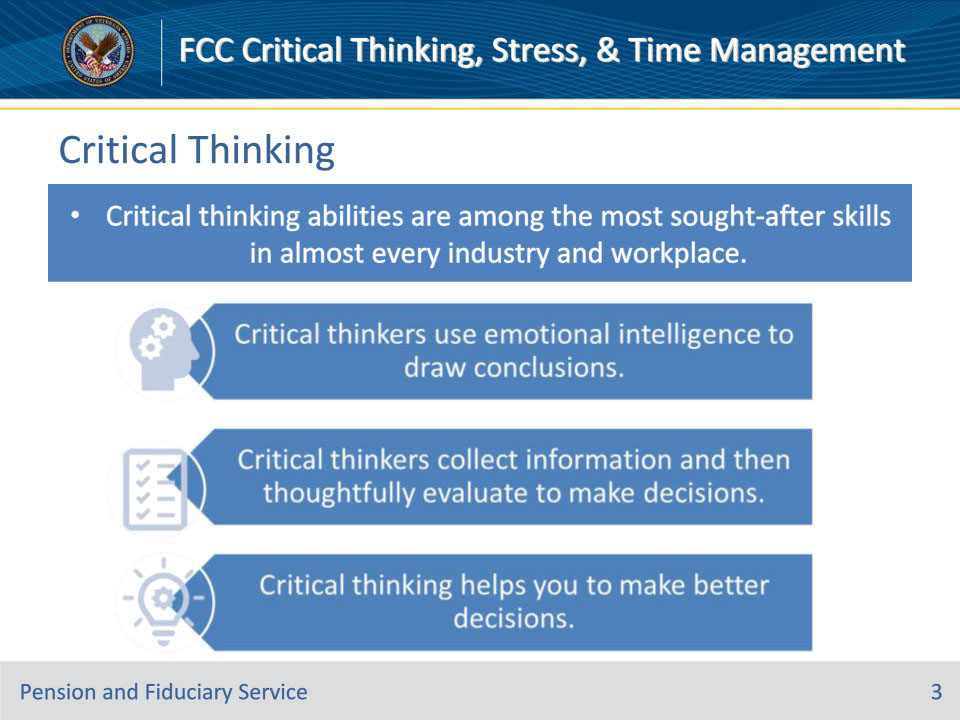 FCC Critical Thinking, Stress, & Time Management
Critical Thinking
• Critical thinking abilities are among the most sought-after skills
in almost every industry and workplace.
Critical thinkers use emotional intelligence to
draw conclusions.
Critical thinkers collect information and then
thoughtfully evaluate to make decisions.
Critical thinking helps you to make better
decisions.
Pension and Fiduciary Service
3